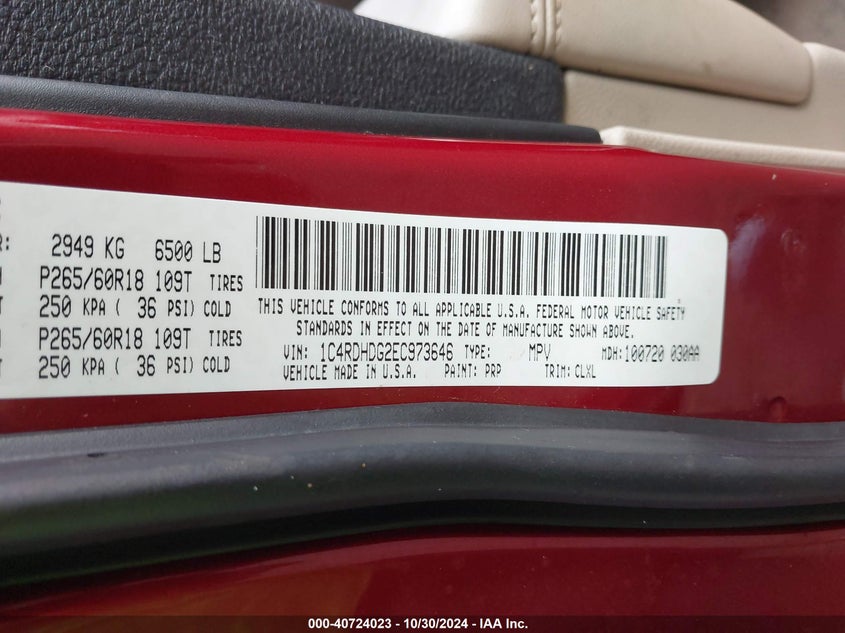 2949 KG 6500 LB
P265/60R18 109T TIRES
250 KPA ( 36 PSI) COLD
P265/60R18 109T TIRES
250 KPA ( 36 PSI) COLD
THIS VEHICLE CONFORMS TO ALL APPLICABLE U.S.A. FEDERAL MOTOR VEHICLE SAFETY
STANDARDS IN EFFECT ON THE DATE OF MANUFACTURE SHOWN ABOVE.
VIN: 1C4RDHDG2EC973646 TYPE: MPV MDH:100720 030AA
VEHICLE MADE IN U.S.A. PAINT: PRP TRIM: CLXL
000-40724023 - 10/30/2024 - IAA Inc.